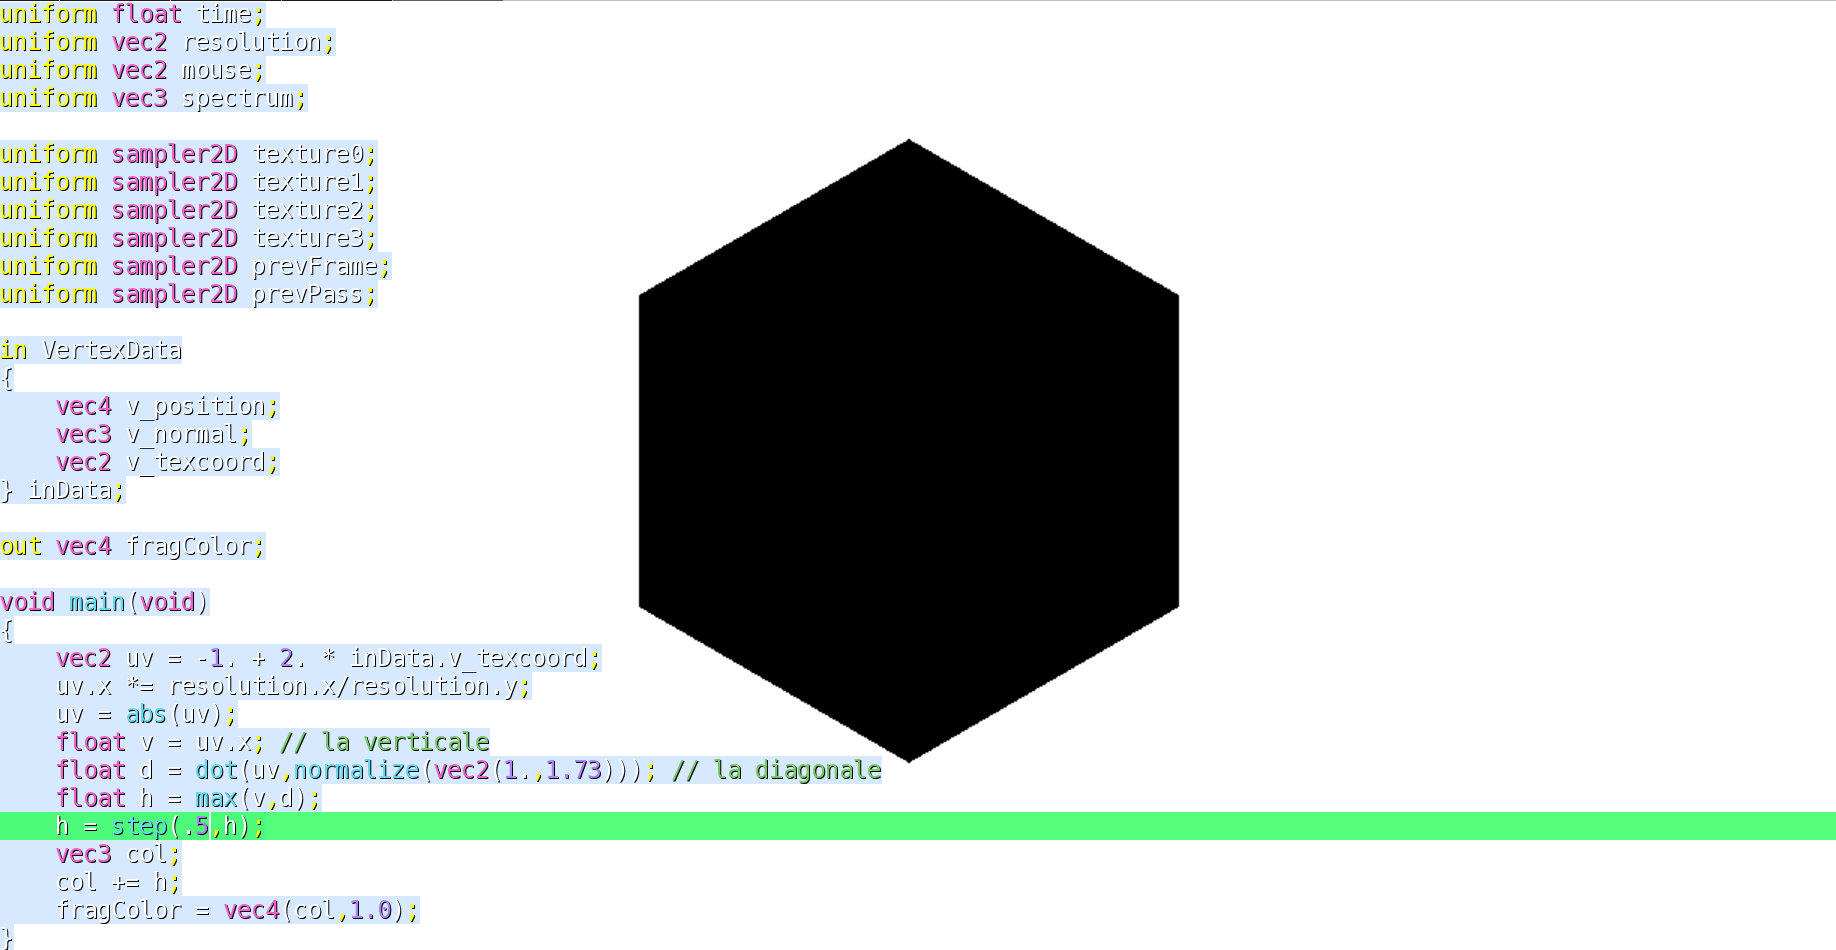 uniform float time;
uniform vec2 resolution;
uniform vec2 mouse;
uniform vec3 spectrum;
uniform sampler2D texture0;
uniform sampler2D texture1;
uniform sampler2D texture2;
uniform sampler2D texture3;
uniform sampler2D prevFrame;
uniform sampler2D prevPass;
in VertexData
{
vec4 v_position;
vec3 v_normal;
vec2 v_texcoord;
} inData;
out vec4 fragColor;
void main(void)
{
vec2 uv = -1. + 2. * inData.v_texcoord;
uv.x *= resolution.x/resolution.y;
uv = abs(uv);
float v = uv.x; // la verticale
float d = dot(uv,normalize(vec2(1.,1.73))); // la diagonale
float h = max(v,d);
h = step(.5,h);
vec3 col;
col += h;
fragColor = vec4(col,1.0);
}